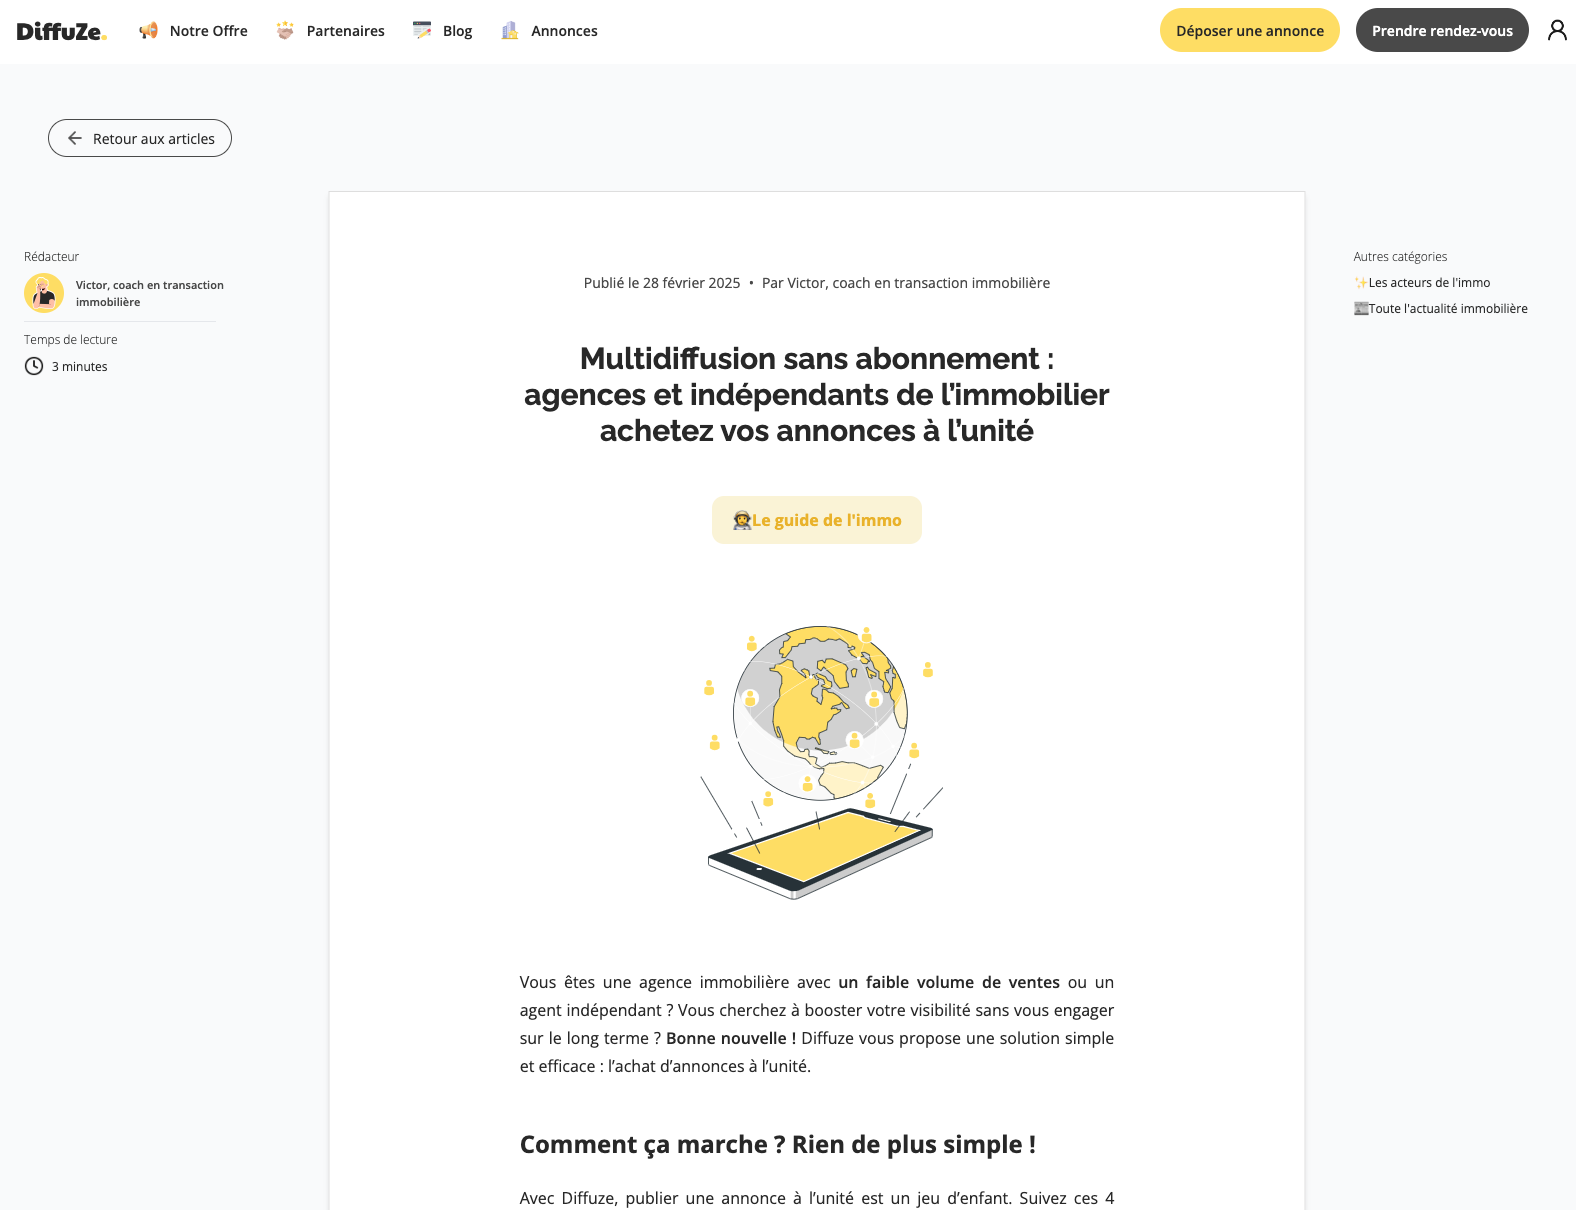 DiffuZe.
Notre Offre
Partenaires
Blog
Annonces
Déposer une annonce
Prendre rendez-vous
Retour aux articles
Rédacteur
Victor, coach en transaction
immobilière
Temps de lecture
3 minutes
Publié le 28 février 2025 • Par Victor, coach en transaction immobilière
Multidiffusion sans abonnement :
agences et indépendants de l’immobilier
achetez vos annonces à l’unité
Le guide de l'immo
Autres catégories
Les acteurs de l'immo
Toute l'actualité immobilière
Vous êtes une agence immobilière avec un faible volume de ventes ou un
agent indépendant ? Vous cherchez à booster votre visibilité sans vous engager
sur le long terme ? Bonne nouvelle ! Diffuze vous propose une solution simple
et efficace : l’achat d’annonces à l’unité.
Comment ça marche ? Rien de plus simple !
Avec Diffuze, publier une annonce à l’unité est un jeu d’enfant. Suivez ces 4